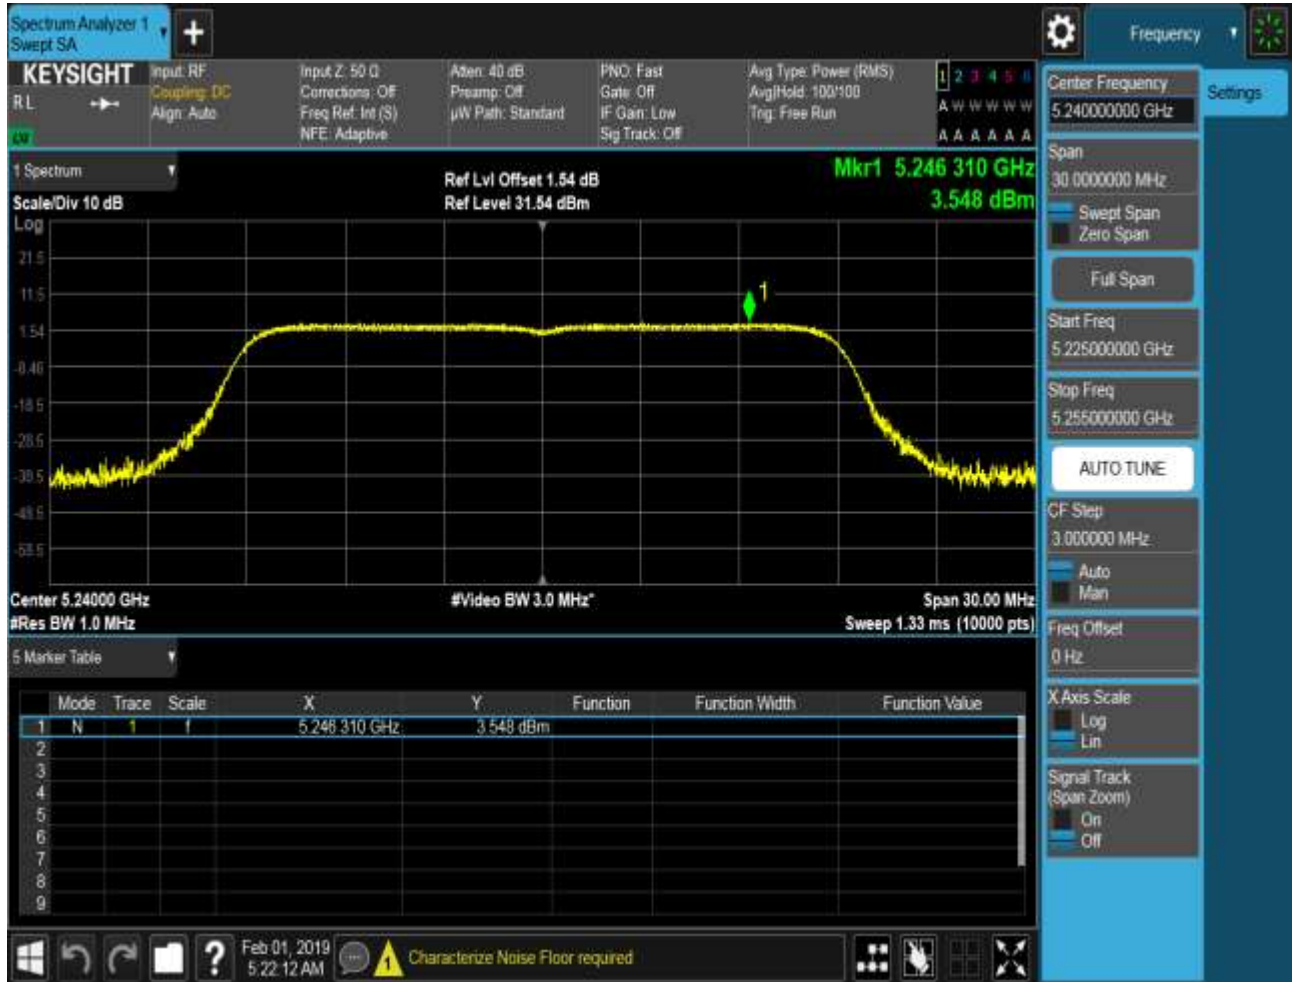 Spectrum Analyzer 1
Swept SA
+
Frequency
KEYSIGHT
R L
Input: RF
Coupling: DC
Align: Auto
Input Z: 50 Ω
Corrections: Off
Freq Ref: Int (S)
NFE: Adaptive
Atten: 40 dB
Preamp: Off
µW Path: Standard
PNO: Fast
Gate: Off
IF Gain: Low
Sig Track: Off
Avg Type: Power (RMS)
Avg|Hold: 100/100
Trig: Free Run
1 2 3 4 5 6
A W W W W W
A A A A A A
1 Spectrum
Scale/Div 10 dB
Ref Lvl Offset 1.54 dB
Ref Level 31.54 dBm
Mkr1 5.246 310 GHz
3.548 dBm
Log
21.5
11.5
1.54
-8.46
-18.5
-28.5
-38.5
-48.5
-58.5
1
Center 5.24000 GHz
#Res BW 1.0 MHz
#Video BW 3.0 MHz*
Span 30.00 MHz
Sweep 1.33 ms (10000 pts)
5 Marker Table
Mode Trace Scale X Y Function Function Width Function Value
1 N 1 f 5.246 310 GHz 3.548 dBm
2
3
4
5
6
7
8
9
Feb 01, 2019
5:22:12 AM
?
1
Characterize Noise Floor required
Center Frequency
5.240000000 GHz
Settings
Span
30.0000000 MHz
Swept Span
Zero Span
Full Span
Start Freq
5.225000000 GHz
Stop Freq
5.255000000 GHz
AUTO TUNE
CF Step
3.000000 MHz
Auto
Man
Freq Offset
0 Hz
X Axis Scale
Log
Lin
Signal Track
(Span Zoom)
On
Off